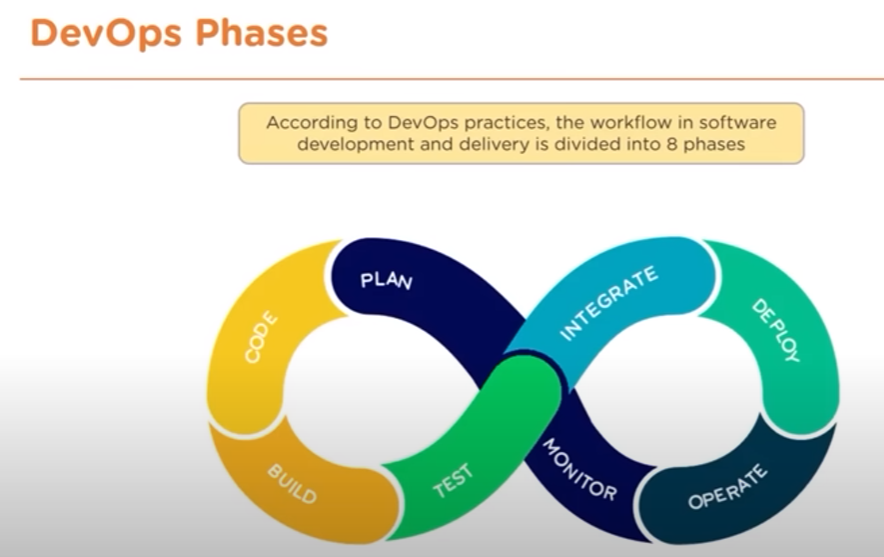 DevOps Phases
According to DevOps practices, the workflow in software
development and delivery is divided into 8 phases
PLAN
CODE
BUILD
TEST
INTEGRATE
DEPLOY
OPERATE
MONITOR